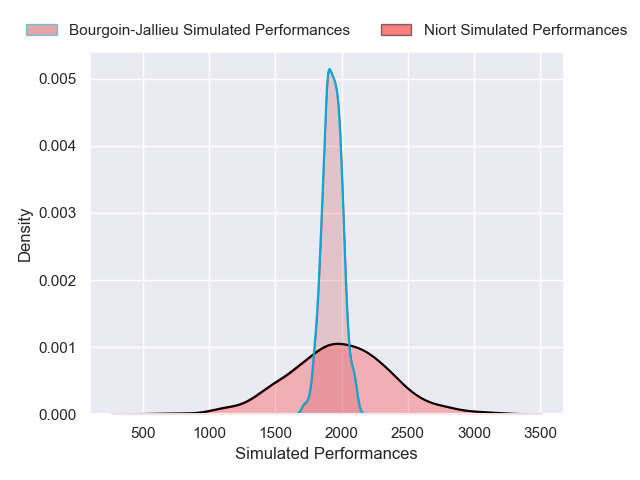 Bourgoin-Jallieu Simulated Performances
Niort Simulated Performances
0.005
0.004
0.003
0.002
0.001
0.000
Density
500 1000 1500 2000 2500 3000 3500
Simulated Performances